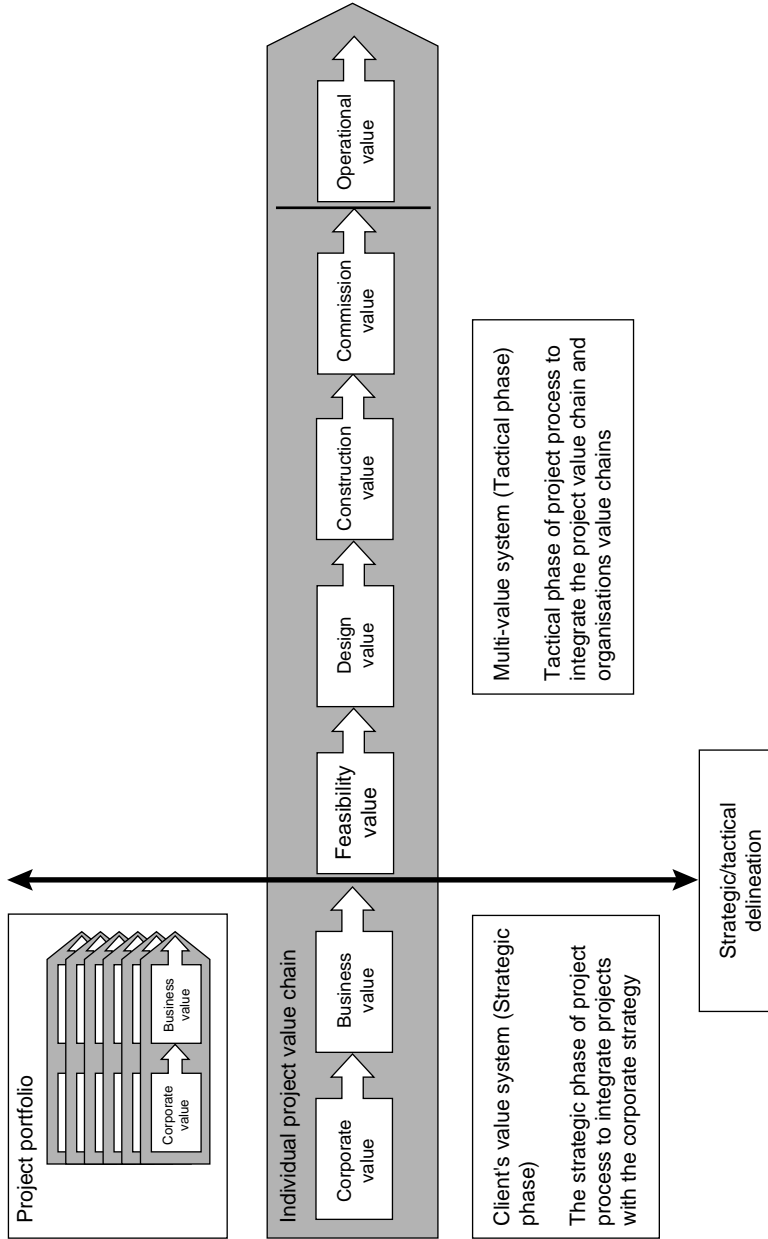 Project portfolio
Corporate
value
Business
value
Individual project value chain
Corporate
value
Business
value
Feasibility
value
Design
value
Construction
value
Commission
value
Operational
value
Client's value system (Strategic
phase)
The strategic phase of project
process to integrate projects
with the corporate strategy
Multi-value system (Tactical phase)
Tactical phase of project process to
integrate the project value chain and
organisations value chains
Strategic/tactical
delineation